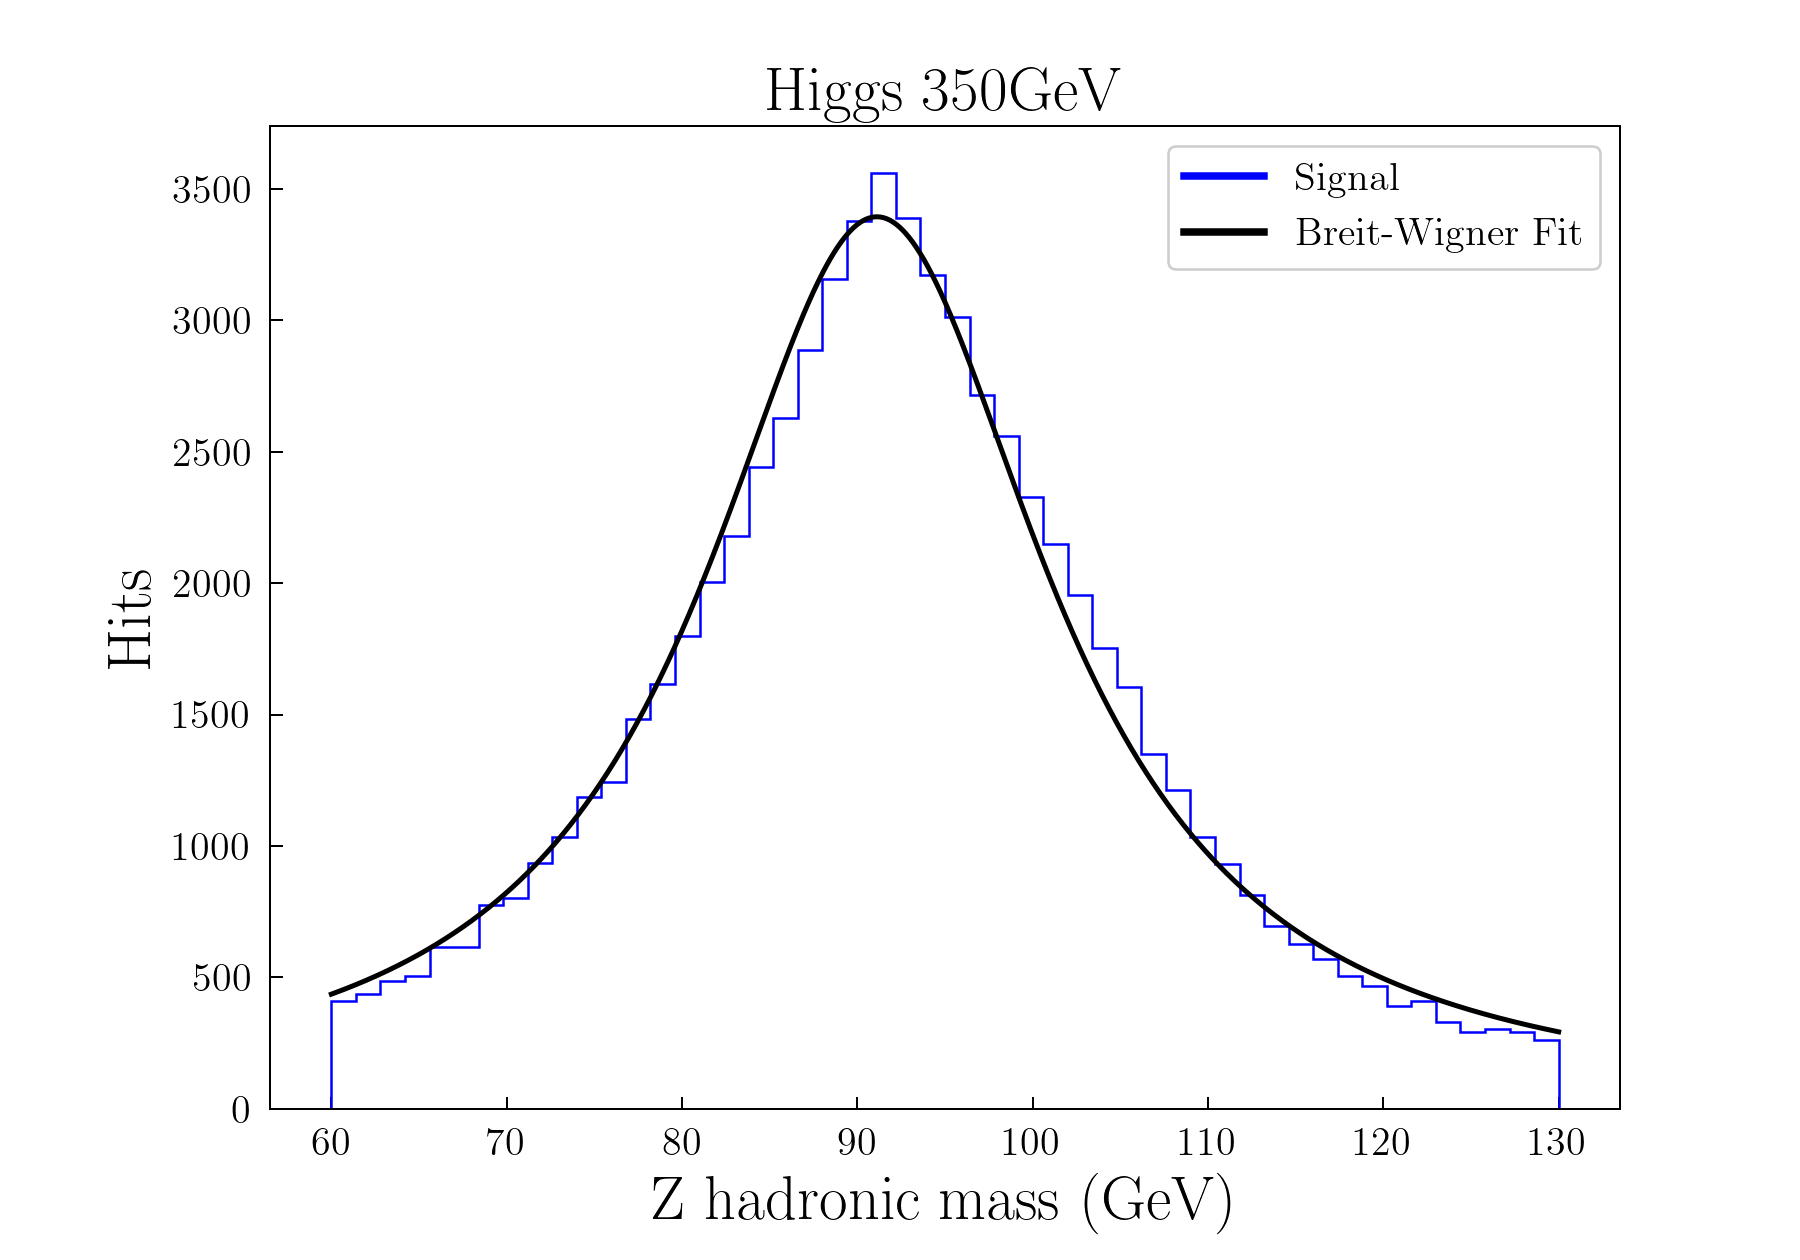 Higgs 350GeV
Signal
Breit-Wigner Fit
3500
3000
2500
2000
1500
1000
500
0
Hits
60 70 80 90 100 110 120 130
Z hadronic mass (GeV)